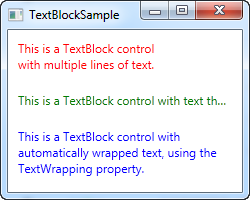 TextBlockSample
This is a TextBlock control
with multiple lines of text.
This is a TextBlock control with text th...
This is a TextBlock control with
automatically wrapped text, using the
TextWrapping property.